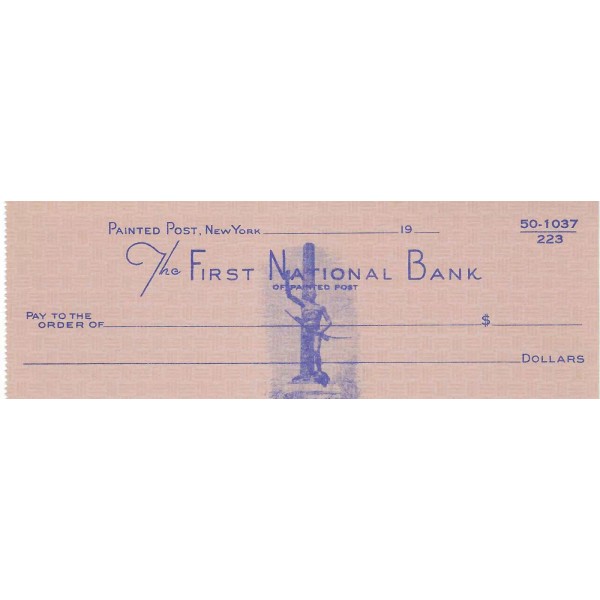 PAINTED POST, NEW YORK 19
50-1037
223
The FIRST NATIONAL BANK
OF PAINTED POST
PAY TO THE
ORDER OF $
DOLLARS